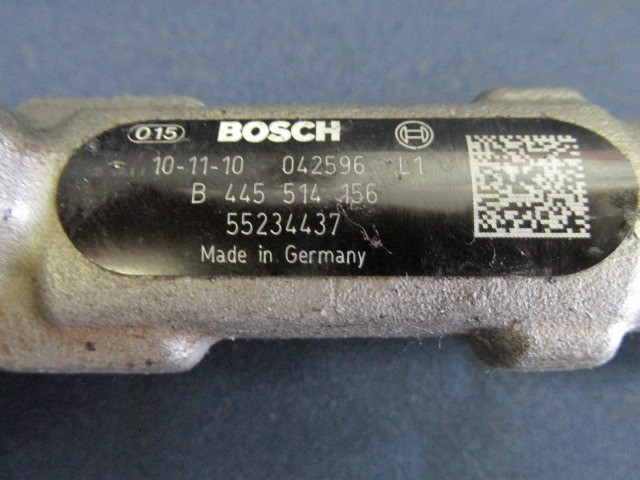 015 BOSCH
10-11-10 042596 L1
B 445 514 156
55234437
Made in Germany